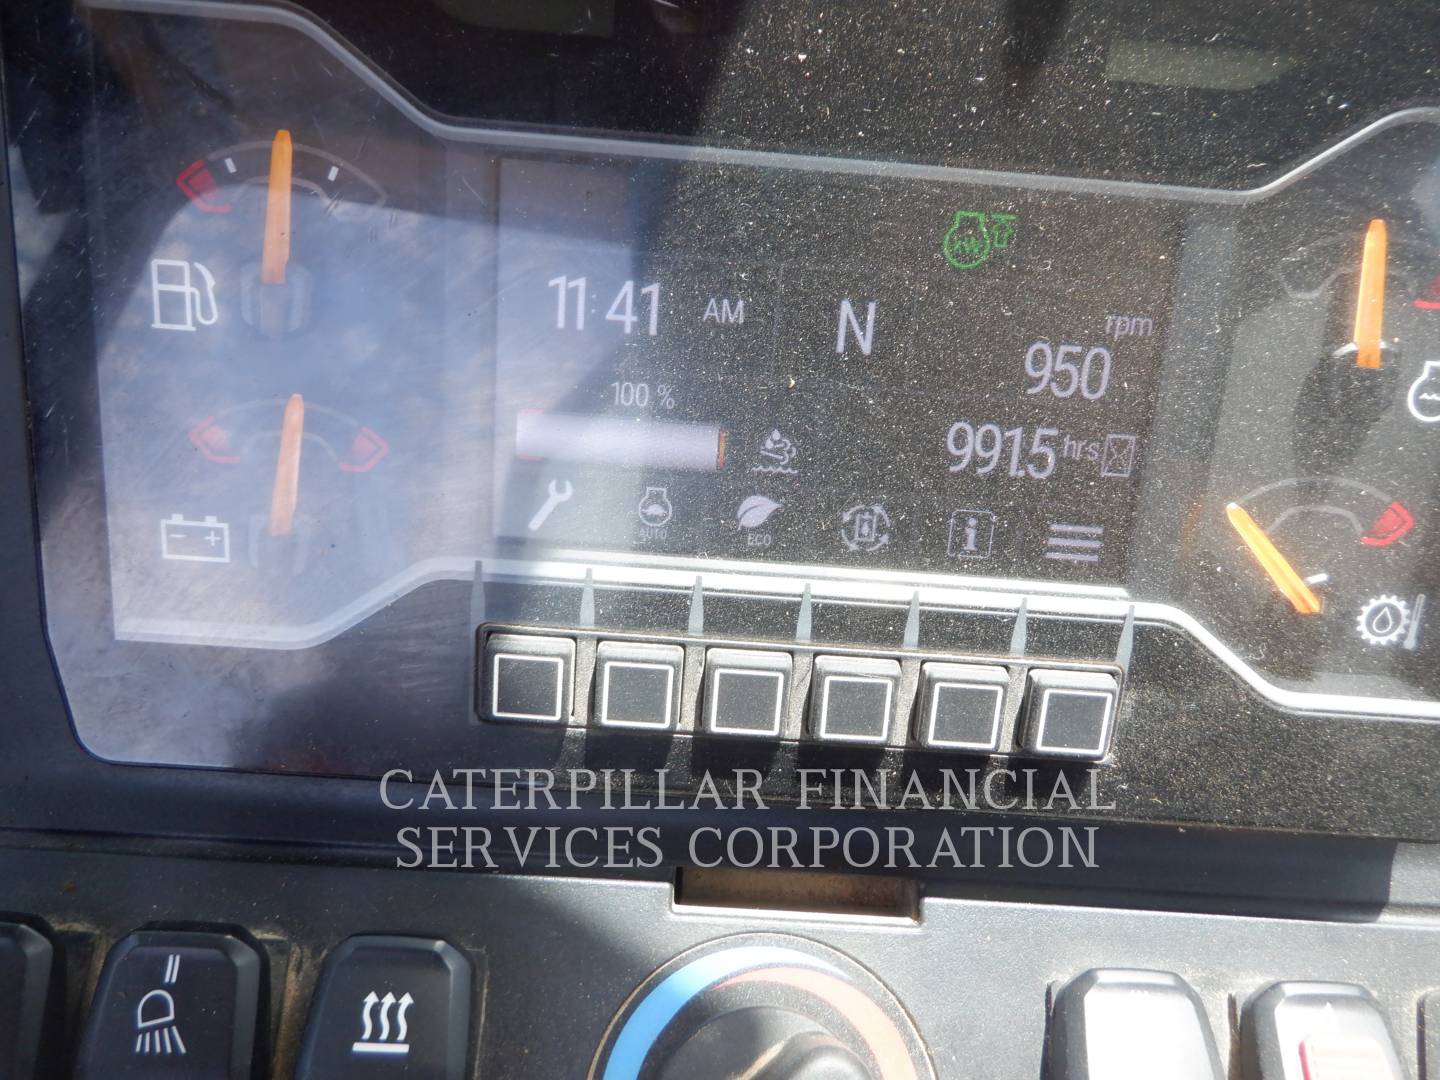 11:41 AM
N
rpm
950
100 %
991.5 hrs
AUTO
ECO
i
CATERPILLAR FINANCIAL
SERVICES CORPORATION